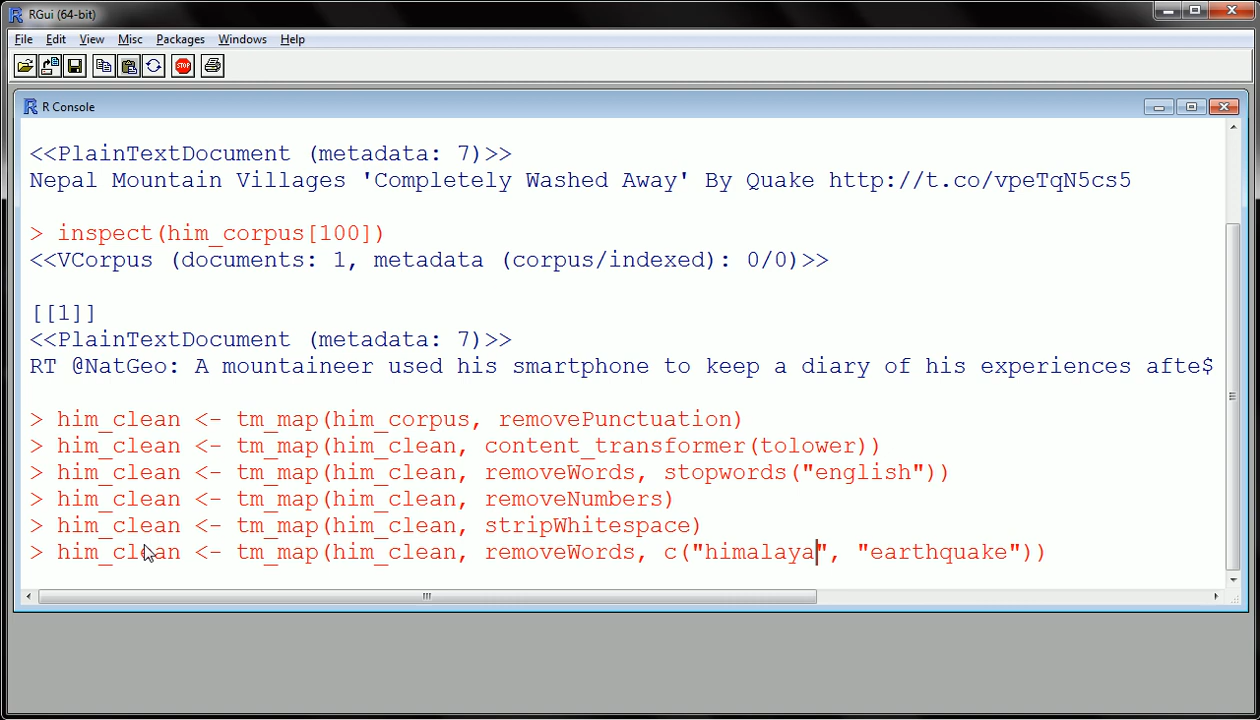 RGui (64-bit)
File Edit View Misc Packages Windows Help
STOP
R Console
<<PlainTextDocument (metadata: 7)>>
Nepal Mountain Villages 'Completely Washed Away' By Quake http://t.co/vpeTqN5cs5
> inspect(him_corpus[100])
<<VCorpus (documents: 1, metadata (corpus/indexed): 0/0)>>
[[1]]
<<PlainTextDocument (metadata: 7)>>
RT @NatGeo: A mountaineer used his smartphone to keep a diary of his experiences afte$
> him_clean <- tm_map(him_corpus, removePunctuation)
> him_clean <- tm_map(him_clean, content_transformer(tolower))
> him_clean <- tm_map(him_clean, removeWords, stopwords("english"))
> him_clean <- tm_map(him_clean, removeNumbers)
> him_clean <- tm_map(him_clean, stripWhitespace)
> him_clean <- tm_map(him_clean, removeWords, c("himalaya", "earthquake"))